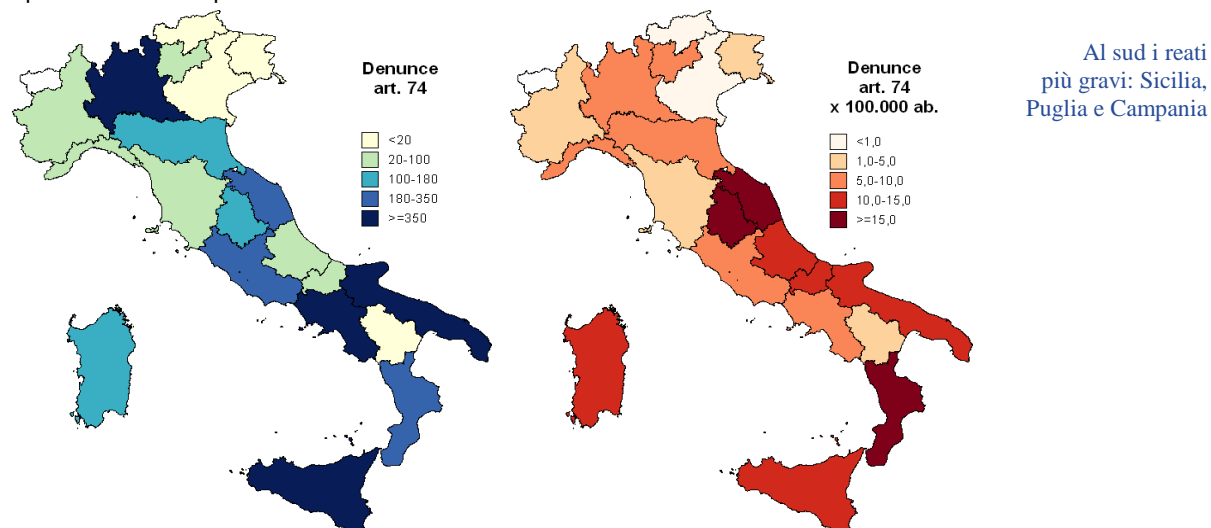 Denunce
art. 74
<20
20-100
100-180
180-350
>=350
Denunce
art. 74
x 100.000 ab.
<1,0
1,0-5,0
5,0-10,0
10,0-15,0
>=15,0
Al sud i reati
più gravi: Sicilia,
Puglia e Campania